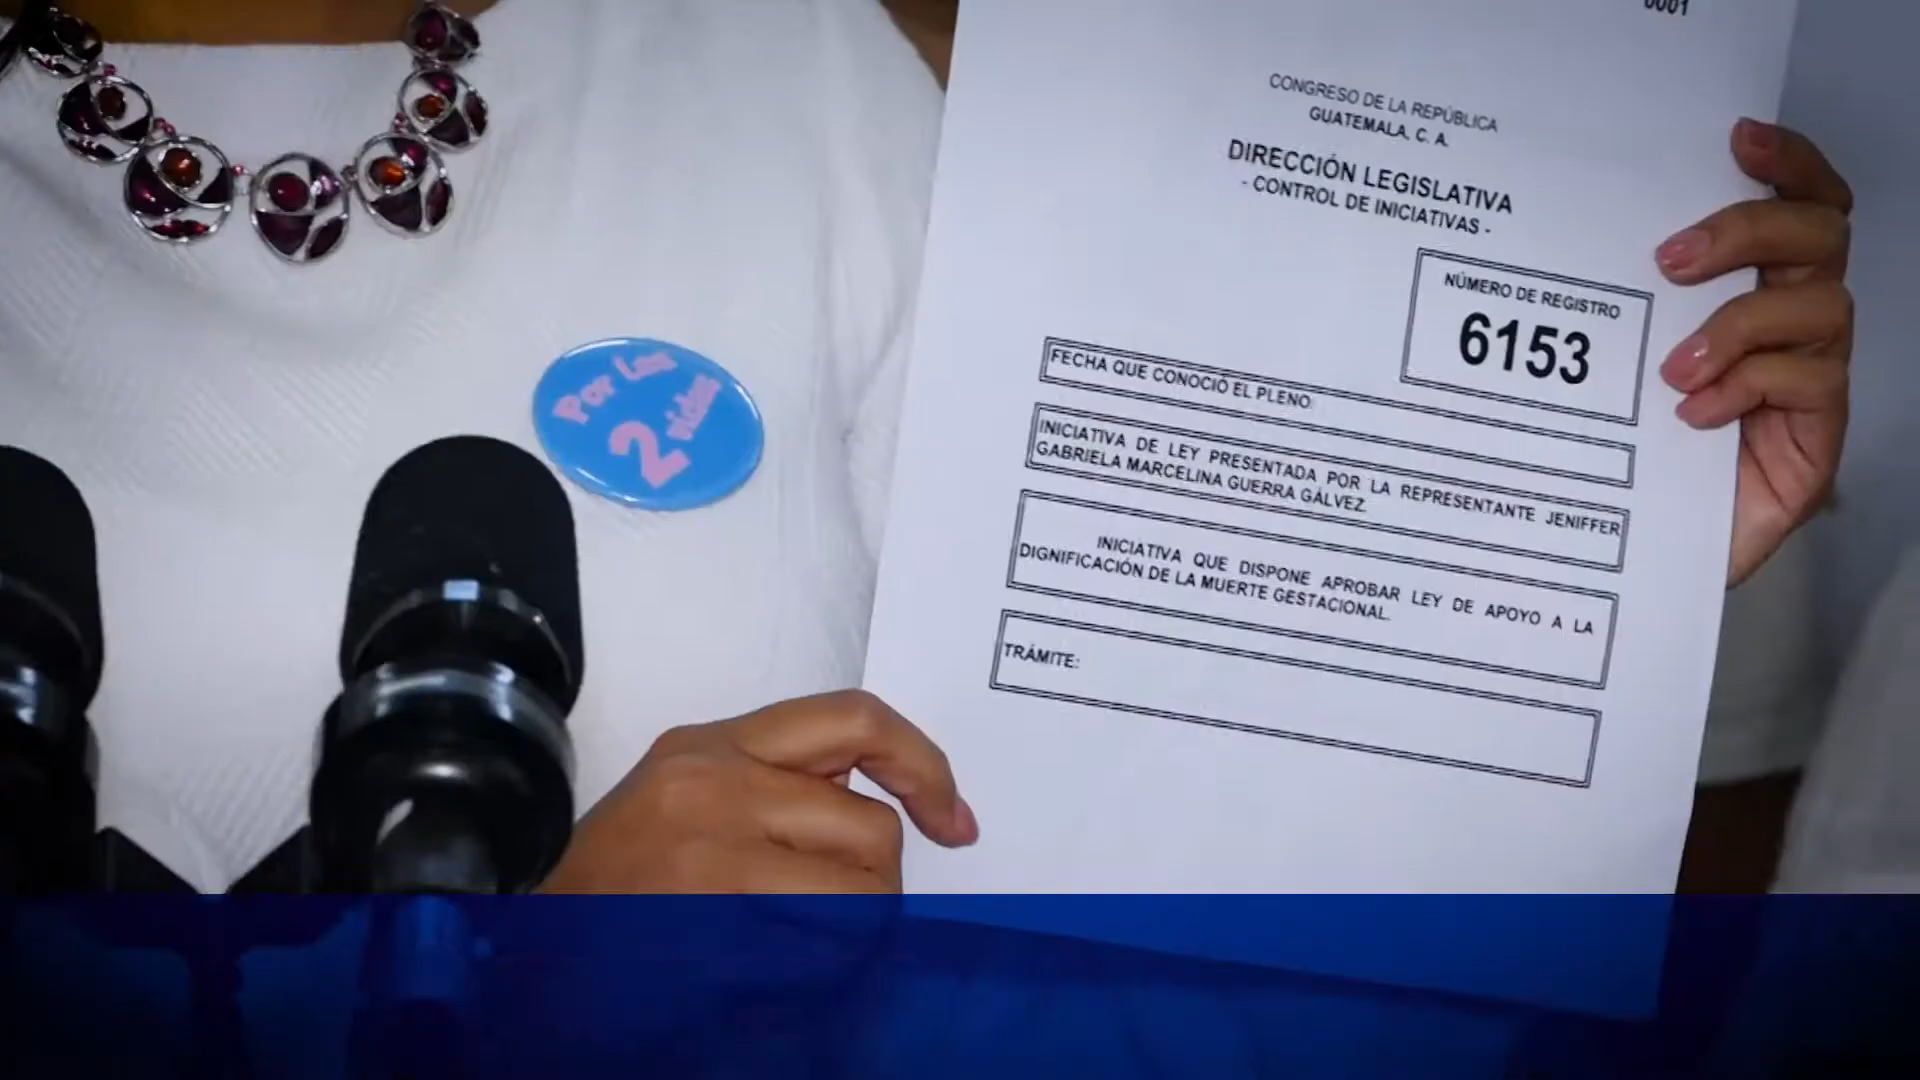 0001
CONGRESO DE LA REPÚBLICA
GUATEMALA, C. A.
DIRECCIÓN LEGISLATIVA
- CONTROL DE INICIATIVAS -
NÚMERO DE REGISTRO
6153
FECHA QUE CONOCIÓ EL PLENO:
INICIATIVA DE LEY PRESENTADA POR LA REPRESENTANTE JENIFFER
GABRIELA MARCELINA GUERRA GÁLVEZ.
INICIATIVA QUE DISPONE APROBAR LEY DE APOYO A LA
DIGNIFICACIÓN DE LA MUERTE GESTACIONAL.
TRÁMITE:
Por Las
2 vidas